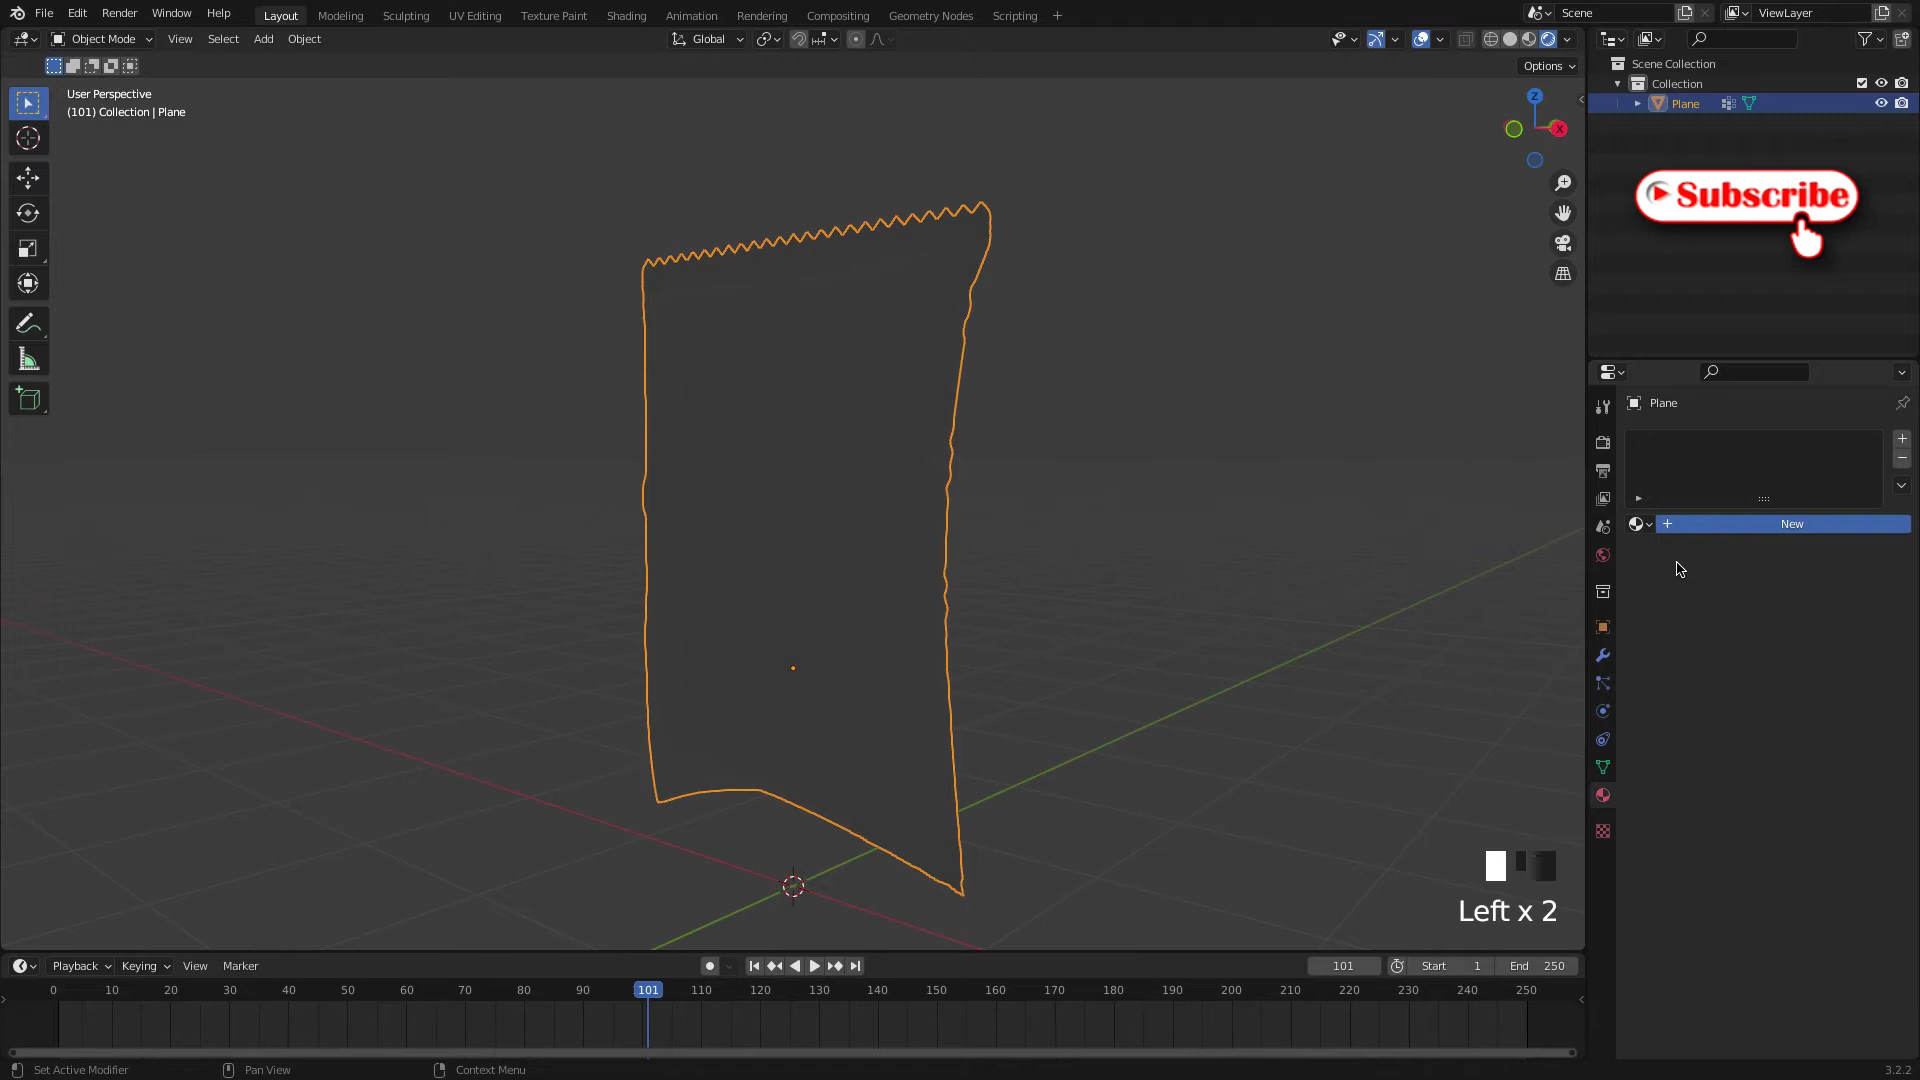 File Edit Render Window Help
Layout Modeling Sculpting UV Editing Texture Paint Shading Animation Rendering Compositing Geometry Nodes Scripting +
Scene
ViewLayer
Object Mode View Select Add Object
Global
Options
User Perspective
(101) Collection | Plane
Z
X
Scene Collection
Collection
Plane
Subscribe
Plane
New
Left x 2
Playback Keying View Marker
101
Start 1
End 250
0 10 20 30 40 50 60 70 80 90 101 110 120 130 140 150 160 170 180 190 200 210 220 230 240 250
Set Active Modifier
Pan View
Context Menu
3.2.2